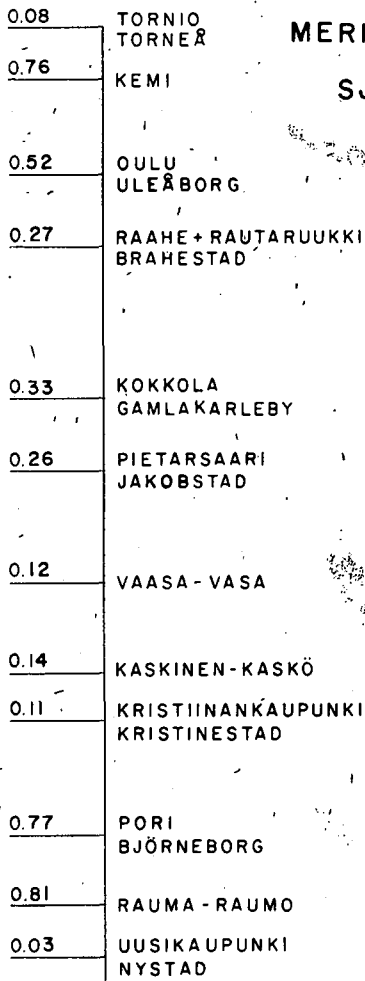 0.08 TORNIO
TORNEÅ
MERI
0.76 KEMI
SJ
0.52 OULU
ULEÅBORG
0.27 RAAHE+RAUTARUUKKI
BRAHESTAD
0.33 KOKKOLA
GAMLAKARLEBY
0.26 PIETARSAARI
JAKOBSTAD
0.12 VAASA-VASA
0.14 KASKINEN-KASKÖ
0.11 KRISTIINANKAUPUNKI
KRISTINESTAD
0.77 PORI
BJÖRNEBORG
0.81 RAUMA-RAUMO
0.03 UUSIKAUPUNKI
NYSTAD